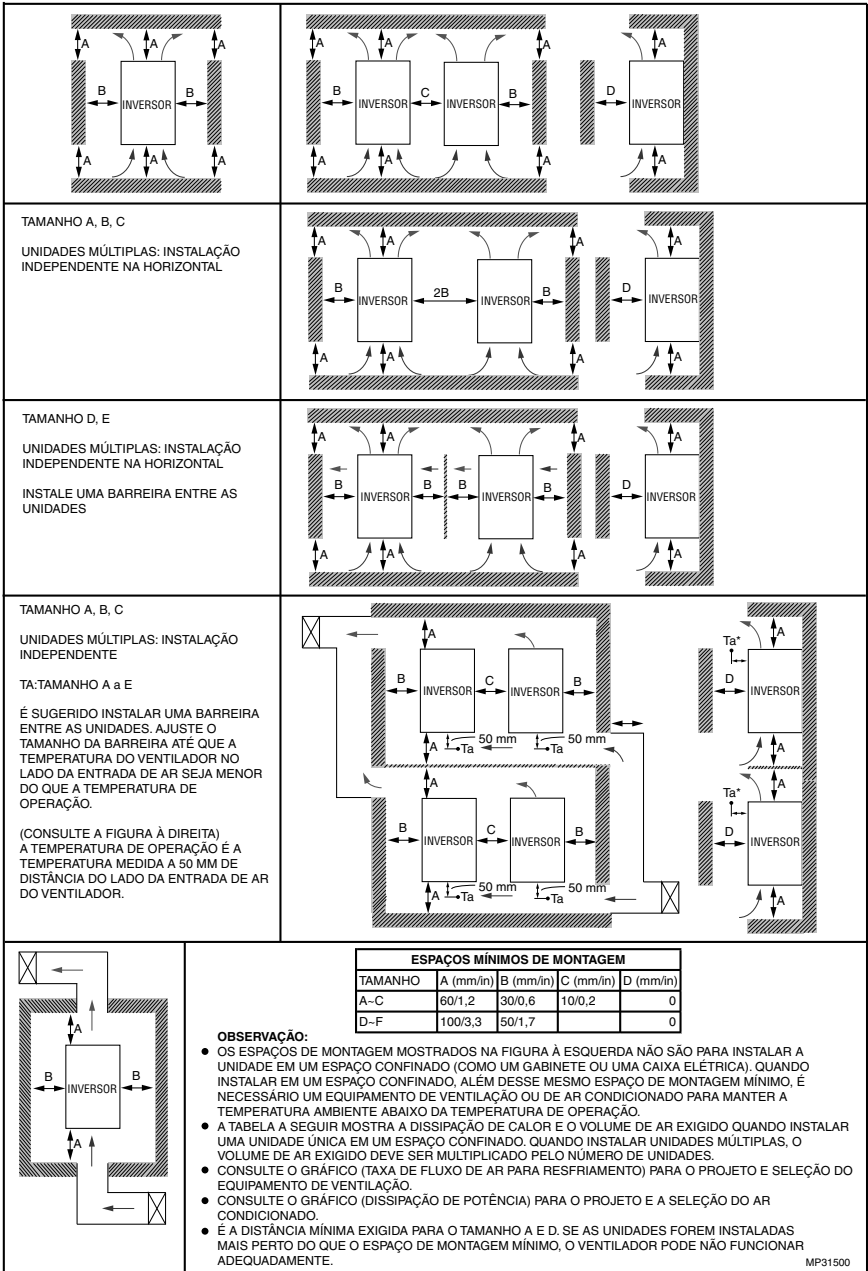 A A A
B B
INVERSOR
A A A
A A A A
B C B D
INVERSOR INVERSOR INVERSOR
A A A A
TAMANHO A, B, C
UNIDADES MÚLTIPLAS: INSTALAÇÃO
INDEPENDENTE NA HORIZONTAL
A A A A
B 2B B D
INVERSOR INVERSOR INVERSOR
A A A A
TAMANHO D, E
UNIDADES MÚLTIPLAS: INSTALAÇÃO
INDEPENDENTE NA HORIZONTAL
INSTALE UMA BARREIRA ENTRE AS
UNIDADES
A A A A
B B B B D
INVERSOR INVERSOR INVERSOR
A A A A
TAMANHO A, B, C
UNIDADES MÚLTIPLAS: INSTALAÇÃO
INDEPENDENTE
TA:TAMANHO A a E
É SUGERIDO INSTALAR UMA BARREIRA
ENTRE AS UNIDADES. AJUSTE O
TAMANHO DA BARREIRA ATÉ QUE A
TEMPERATURA DO VENTILADOR NO
LADO DA ENTRADA DE AR SEJA MENOR
DO QUE A TEMPERATURA DE
OPERAÇÃO.
(CONSULTE A FIGURA À DIREITA)
A TEMPERATURA DE OPERAÇÃO É A
TEMPERATURA MEDIDA A 50 MM DE
DISTÂNCIA DO LADO DA ENTRADA DE AR
DO VENTILADOR.
A
B C B
INVERSOR INVERSOR
50 mm 50 mm
A Ta Ta
A
B C B
INVERSOR INVERSOR
50 mm 50 mm
A Ta Ta
Ta* A
D
INVERSOR
A
A
Ta*
D
INVERSOR
A
A
B B
INVERSOR
A
ESPAÇOS MÍNIMOS DE MONTAGEM
TAMANHO A (mm/in) B (mm/in) C (mm/in) D (mm/in)
A~C 60/1,2 30/0,6 10/0,2 0
D~F 100/3,3 50/1,7 0
OBSERVAÇÃO:
● OS ESPAÇOS DE MONTAGEM MOSTRADOS NA FIGURA À ESQUERDA NÃO SÃO PARA INSTALAR A
UNIDADE EM UM ESPAÇO CONFINADO (COMO UM GABINETE OU UMA CAIXA ELÉTRICA). QUANDO
INSTALAR EM UM ESPAÇO CONFINADO, ALÉM DESSE MESMO ESPAÇO DE MONTAGEM MÍNIMO, É
NECESSÁRIO UM EQUIPAMENTO DE VENTILAÇÃO OU DE AR CONDICIONADO PARA MANTER A
TEMPERATURA AMBIENTE ABAIXO DA TEMPERATURA DE OPERAÇÃO.
● A TABELA A SEGUIR MOSTRA A DISSIPAÇÃO DE CALOR E O VOLUME DE AR EXIGIDO QUANDO INSTALAR
UMA UNIDADE ÚNICA EM UM ESPAÇO CONFINADO. QUANDO INSTALAR UNIDADES MÚLTIPLAS, O
VOLUME DE AR EXIGIDO DEVE SER MULTIPLICADO PELO NÚMERO DE UNIDADES.
● CONSULTE O GRÁFICO (TAXA DE FLUXO DE AR PARA RESFRIAMENTO) PARA O PROJETO E SELEÇÃO DO
EQUIPAMENTO DE VENTILAÇÃO.
● CONSULTE O GRÁFICO (DISSIPAÇÃO DE POTÊNCIA) PARA O PROJETO E A SELEÇÃO DO AR
CONDICIONADO.
● É A DISTÂNCIA MÍNIMA EXIGIDA PARA O TAMANHO A E D. SE AS UNIDADES FOREM INSTALADAS
MAIS PERTO DO QUE O ESPAÇO DE MONTAGEM MÍNIMO, O VENTILADOR PODE NÃO FUNCIONAR
ADEQUADAMENTE.
MP31500